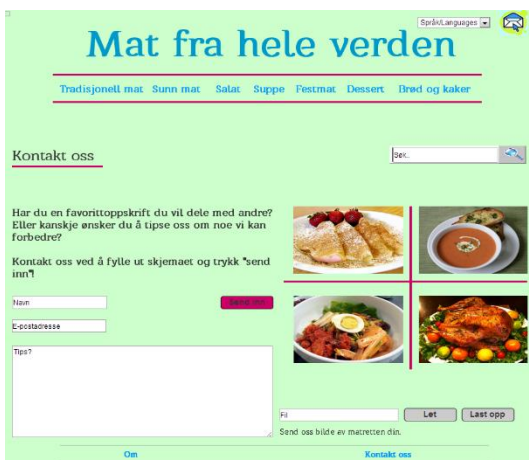 Språk/Languages
Mat fra hele verden
Tradisjonell mat Sunn mat Salat Suppe Festmat Dessert Brød og kaker
Kontakt oss
Søk..
Har du en favorittoppskrift du vil dele med andre?
Eller kanskje ønsker du å tipse oss om noe vi kan
forbedre?
Kontakt oss ved å fylle ut skjemaet og trykk "send
inn"!
Navn
Send inn
E-postadresse
Tips?
Fil
Let
Last opp
Send oss bilde av matretten din.
Om
Kontakt oss